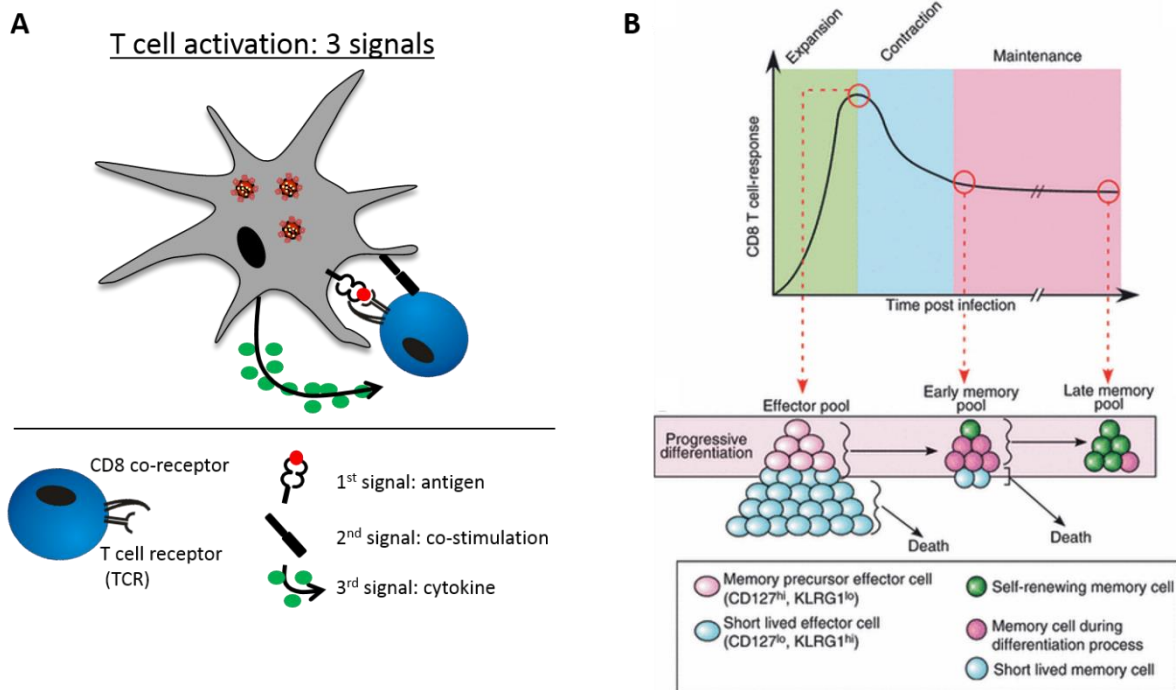 A
T cell activation: 3 signals
CD8 co-receptor
T cell receptor
(TCR)
1st signal: antigen
2nd signal: co-stimulation
3rd signal: cytokine
B
Expansion
Contraction
Maintenance
CD8 T cell-response
Time post infection
Effector pool
Early memory
pool
Late memory
pool
Progressive
differentiation
Death
Death
Memory precursor effector cell
(CD127hi, KLRG1lo)
Short lived effector cell
(CD127lo, KLRG1hi)
Self-renewing memory cell
Memory cell during
differentiation process
Short lived memory cell